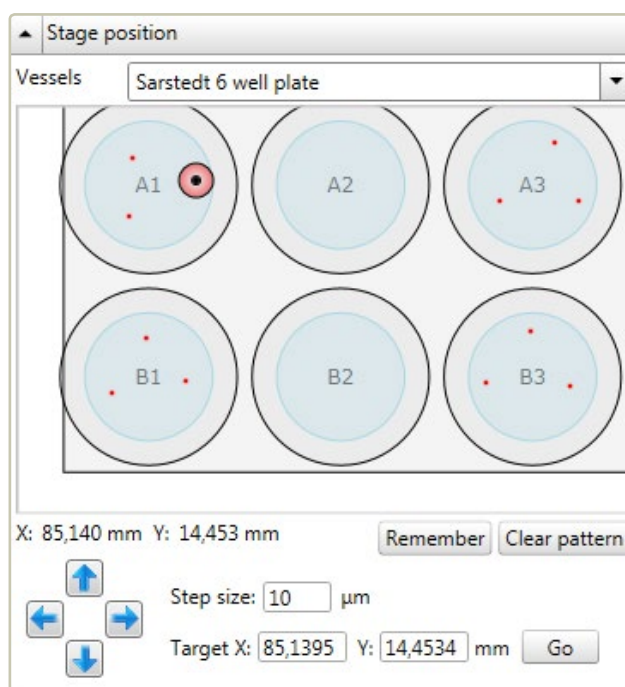 Stage position
Vessels Sarstedt 6 well plate
A1 A2 A3
B1 B2 B3
X: 85,140 mm Y: 14,453 mm Remember Clear pattern
Step size: 10 µm
Target X: 85,1395 Y: 14,4534 mm Go